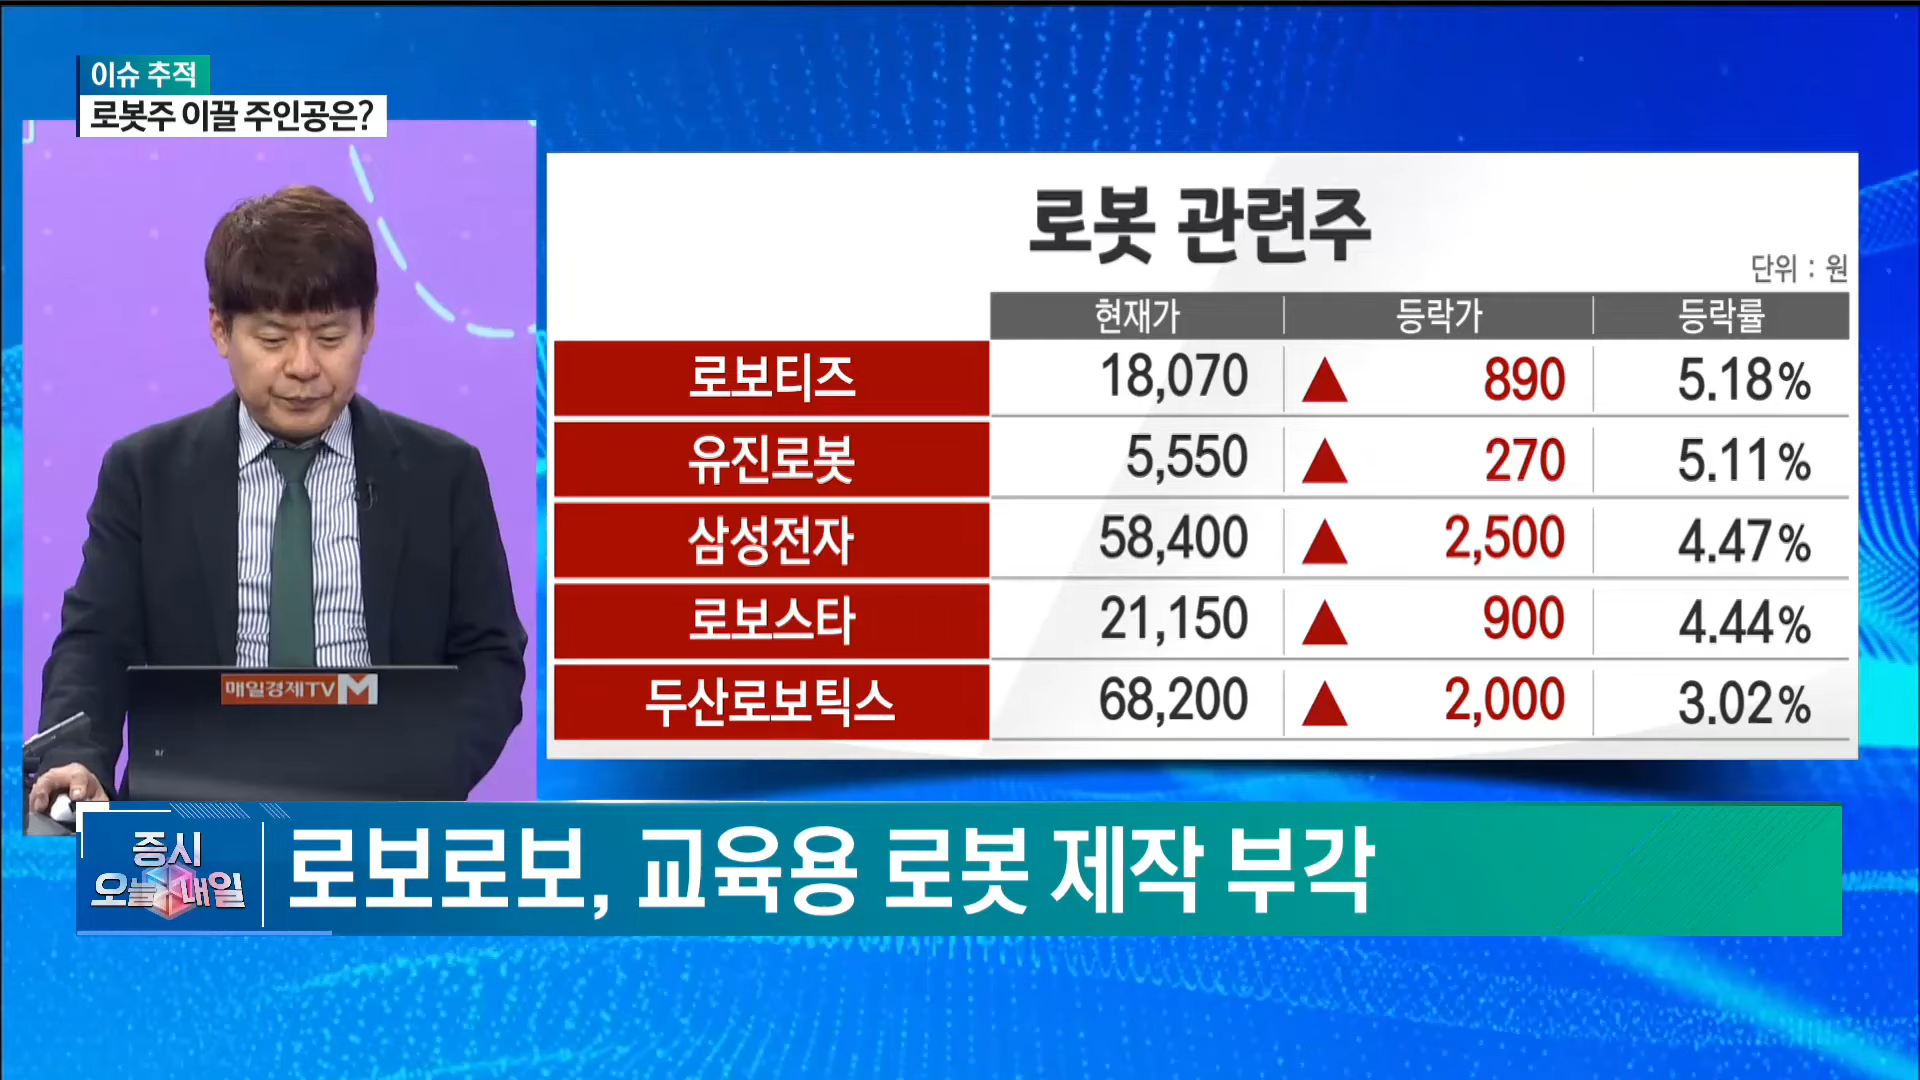 이슈 추적
로봇주 이끌 주인공은?
로봇 관련주
단위 : 원
현재가 등락가 등락률
로보티즈 18,070 ▲ 890 5.18%
유진로봇 5,550 ▲ 270 5.11%
삼성전자 58,400 ▲ 2,500 4.47%
로보스타 21,150 ▲ 900 4.44%
두산로보틱스 68,200 ▲ 2,000 3.02%
매일경제TV M
증시
오늘 매일
로보로보, 교육용 로봇 제작 부각